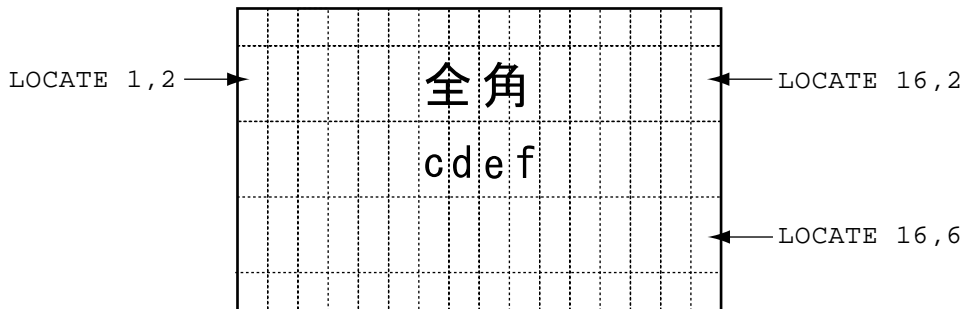 LOCATE 1,2
全角
LOCATE 16,2
cdef
LOCATE 16,6